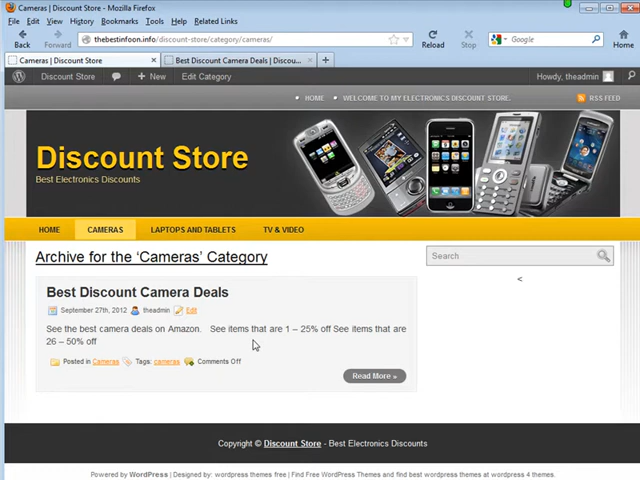 Cameras | Discount Store - Mozilla Firefox
File Edit View History Bookmarks Tools Help Related Links
Back Forward thebestinfoon.info/discount-store/category/cameras/ Reload Stop Google Home
Cameras | Discount Store × Best Discount Camera Deals | Discou... × +
Discount Store + New Edit Category Howdy, theadmin
HOME WELCOME TO MY ELECTRONICS DISCOUNT STORE. RSS FEED
Discount Store
Best Electronics Discounts
HOME CAMERAS LAPTOPS AND TABLETS TV & VIDEO
Archive for the ‘Cameras’ Category
Search
<
Best Discount Camera Deals
September 27th, 2012 theadmin Edit
See the best camera deals on Amazon. See items that are 1 – 25% off See items that are
26 – 50% off
Posted in Cameras Tags: cameras Comments Off
Read More »
Copyright © Discount Store - Best Electronics Discounts
Powered by WordPress | Designed by: wordpress themes free | Find Free WordPress Themes and find best wordpress themes at wordpress 4 themes.